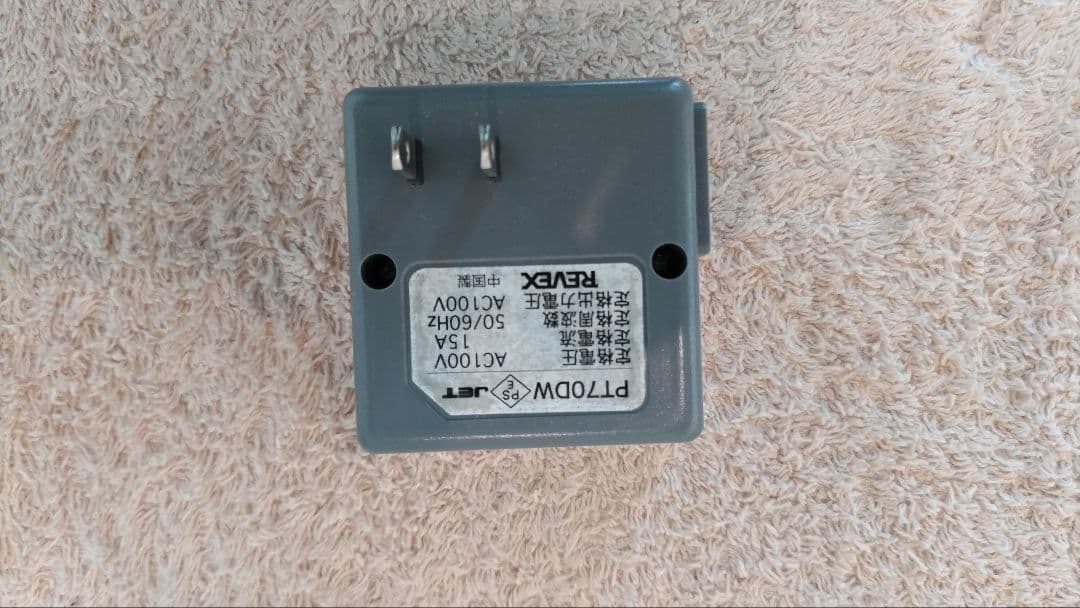 PT70DW PS E JET
定格電圧 AC100V
定格電流 15A
定格周波数 50/60Hz
定格出力電圧 AC100V
REVEX 中国製